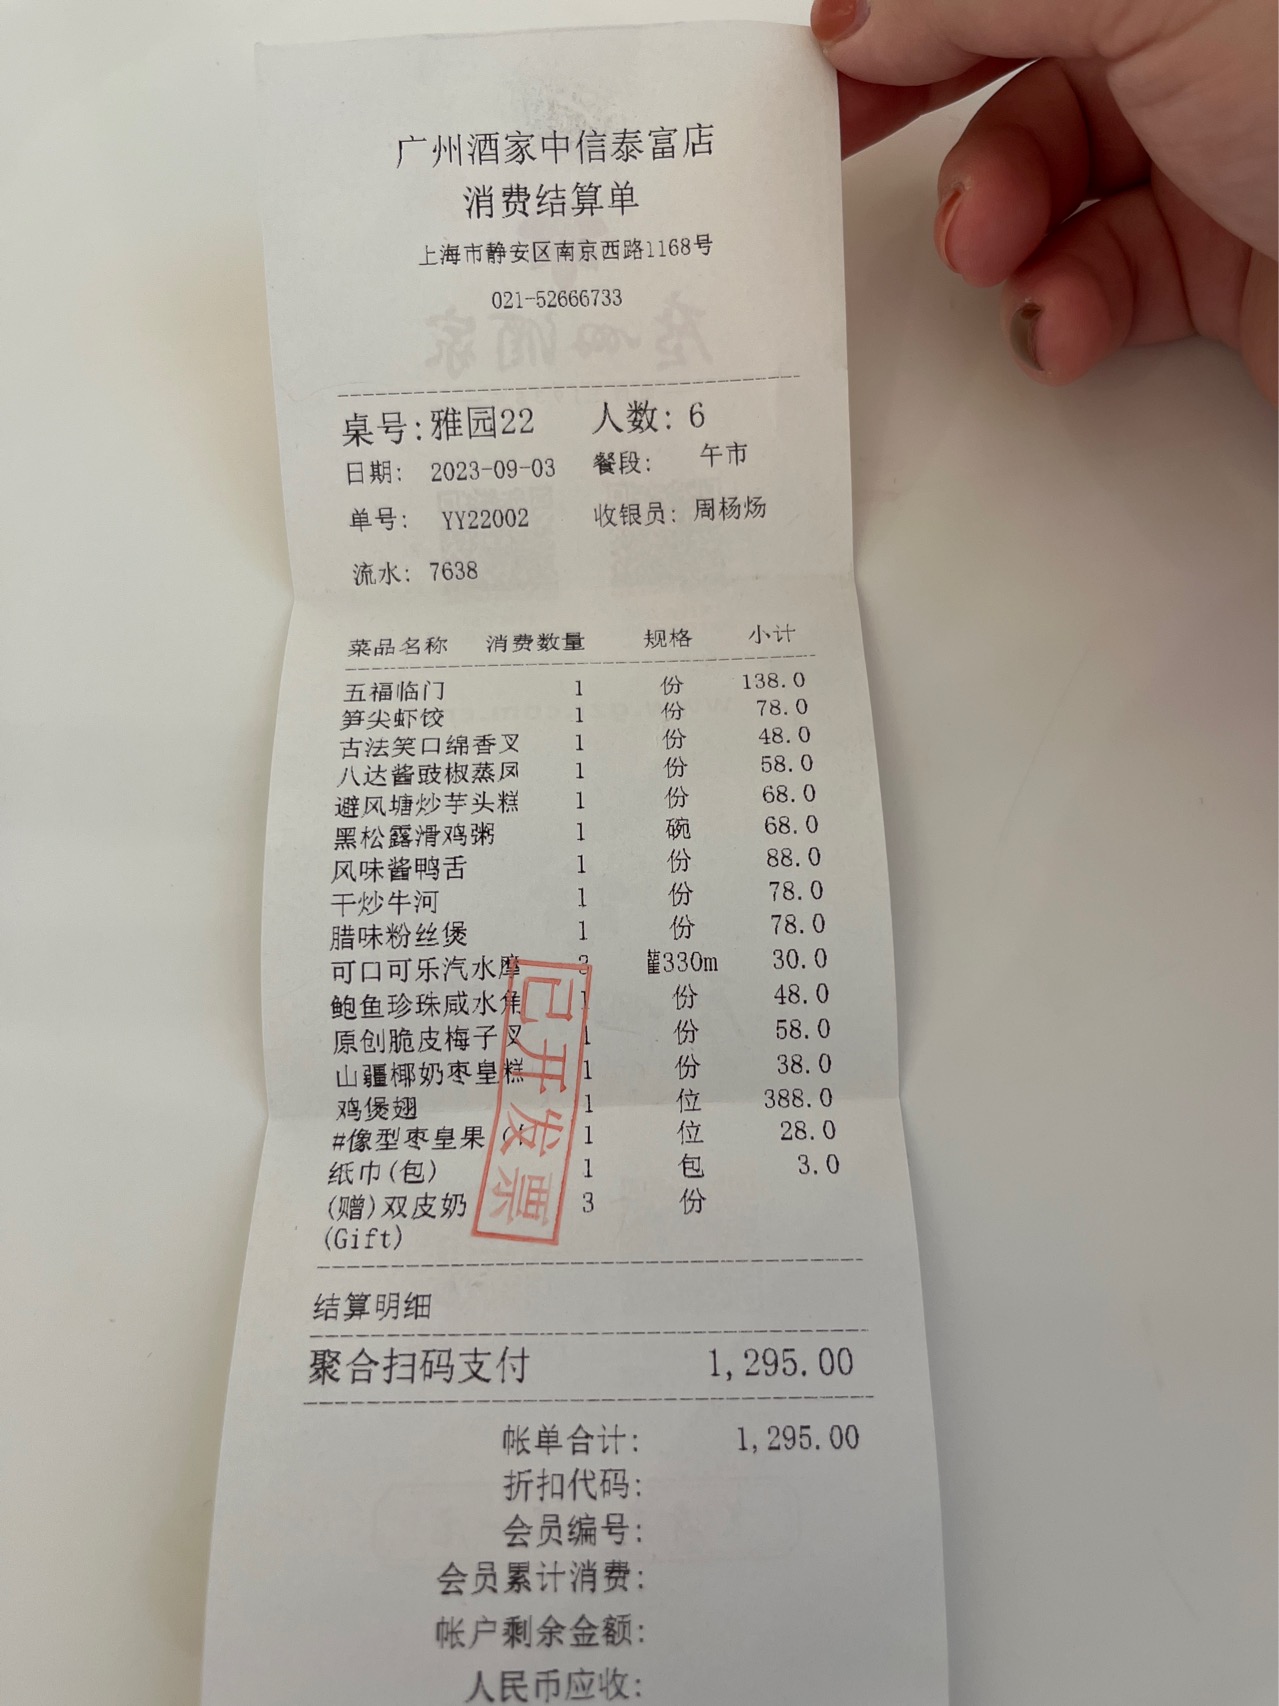 广州酒家中信泰富店
消费结算单
上海市静安区南京西路1168号
021-52666733
桌号:雅园22 人数: 6
日期: 2023-09-03 餐段: 午市
单号: YY22002 收银员: 周杨炀
流水: 7638
菜品名称 消费数量 规格 小计
五福临门 1 份 138.0
笋尖虾饺 1 份 78.0
古法笑口绵香叉 1 份 48.0
八达酱豉椒蒸凤 1 份 58.0
避风塘炒芋头糕 1 份 68.0
黑松露滑鸡粥 1 碗 68.0
风味酱鸭舌 1 份 88.0
干炒牛河 1 份 78.0
腊味粉丝煲 1 份 78.0
可口可乐汽水摩 3 罐330m 30.0
鲍鱼珍珠咸水角 1 份 48.0
原创脆皮梅子叉 1 份 58.0
山疆椰奶枣皇糕 1 份 38.0
鸡煲翅 1 位 388.0
#像型枣皇果 ( 1 位 28.0
纸巾(包) 1 包 3.0
(赠)双皮奶 3 份
(Gift)
已开发票
结算明细
聚合扫码支付 1,295.00
帐单合计: 1,295.00
折扣代码:
会员编号:
会员累计消费:
帐户剩余金额:
人民币应收: